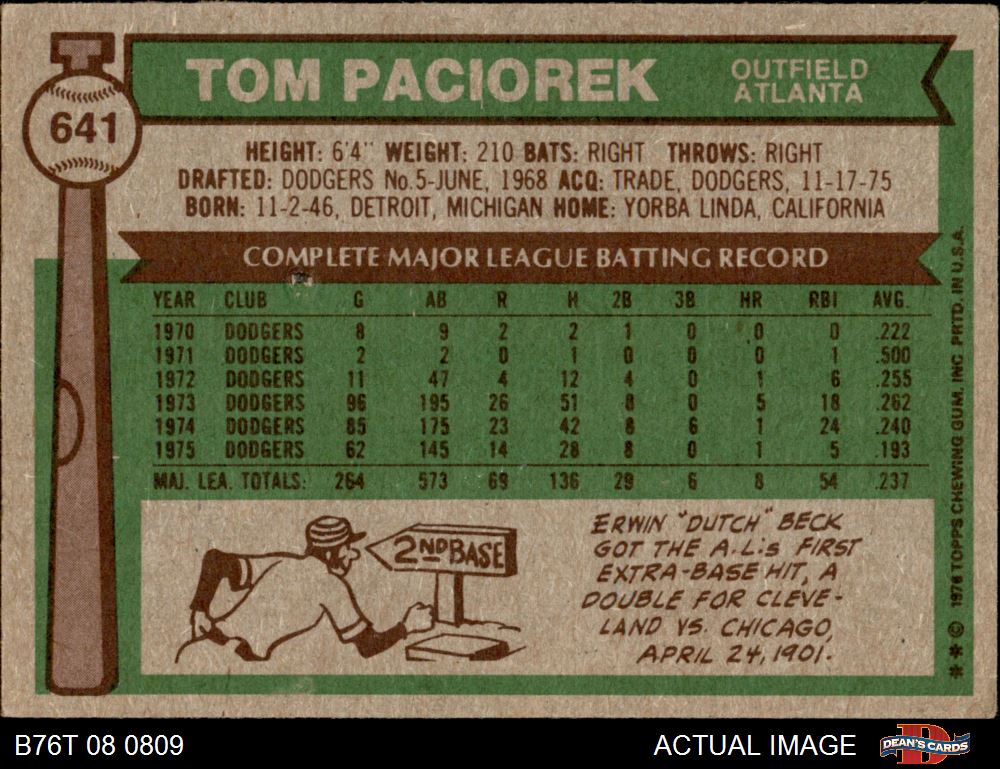 641
TOM PACIOREK
OUTFIELD
ATLANTA
HEIGHT: 6'4" WEIGHT: 210 BATS: RIGHT THROWS: RIGHT
DRAFTED: DODGERS No.5-JUNE, 1968 ACQ: TRADE, DODGERS, 11-17-75
BORN: 11-2-46, DETROIT, MICHIGAN HOME: YORBA LINDA, CALIFORNIA
COMPLETE MAJOR LEAGUE BATTING RECORD
YEAR CLUB G AB R H 2B 3B HR RBI AVG.
1970 DODGERS 8 9 2 2 1 0 0 0 .222
1971 DODGERS 2 2 0 1 0 0 0 1 .500
1972 DODGERS 11 47 4 12 4 0 1 6 .255
1973 DODGERS 96 195 26 51 8 0 5 18 .262
1974 DODGERS 85 175 23 42 8 6 1 24 .240
1975 DODGERS 62 145 14 28 8 0 1 5 .193
MAJ. LEA. TOTALS: 264 573 69 136 29 6 8 54 .237
2ND BASE
ERWIN "DUTCH" BECK
GOT THE A.L.'s FIRST
EXTRA-BASE HIT, A
DOUBLE FOR CLEVE-
LAND VS. CHICAGO,
APRIL 24, 1901.
***© 1976 TOPPS CHEWING GUM, INC. PRTD. IN U.S.A.
B76T 08 0809
ACTUAL IMAGE
D
DEAN'S CARDS